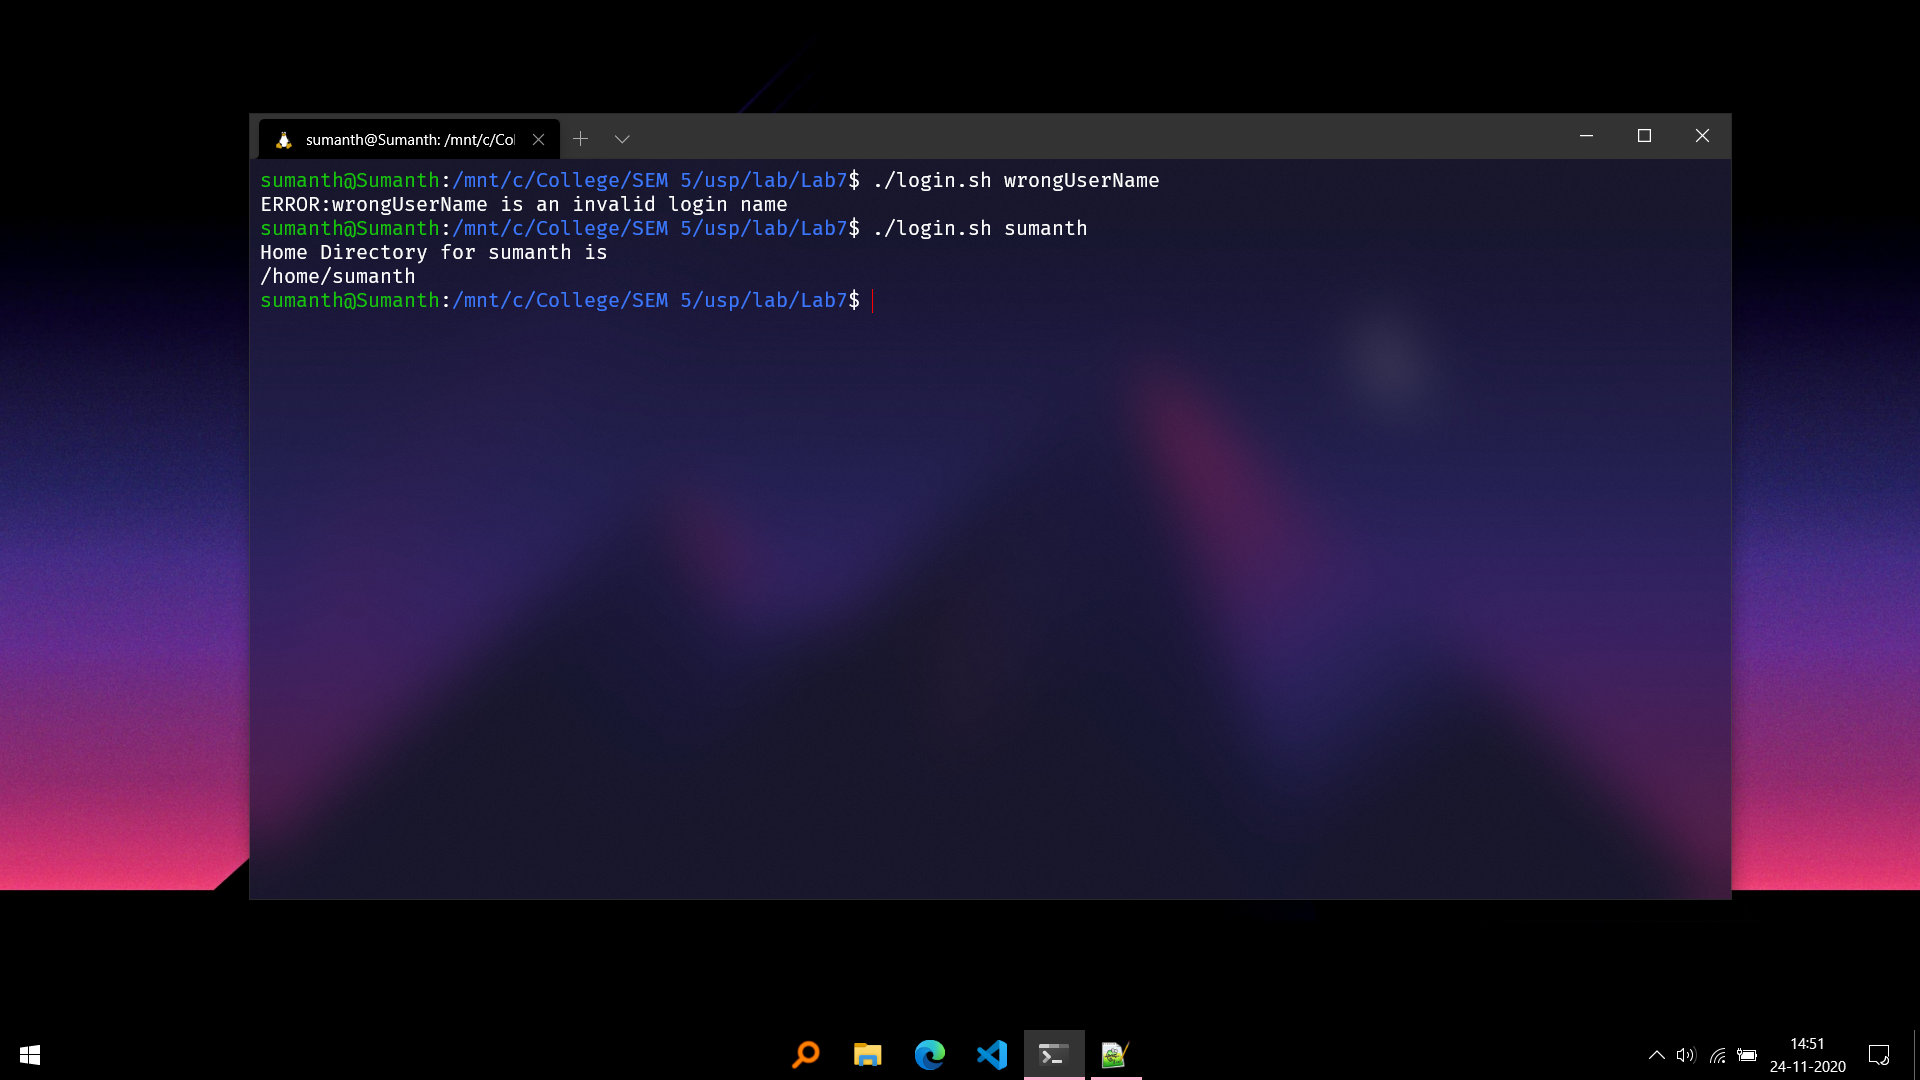 sumanth@Sumanth: /mnt/c/Col
sumanth@Sumanth:/mnt/c/College/SEM 5/usp/lab/Lab7$ ./login.sh wrongUserName
ERROR:wrongUserName is an invalid login name
sumanth@Sumanth:/mnt/c/College/SEM 5/usp/lab/Lab7$ ./login.sh sumanth
Home Directory for sumanth is
/home/sumanth
sumanth@Sumanth:/mnt/c/College/SEM 5/usp/lab/Lab7$
14:51
24-11-2020